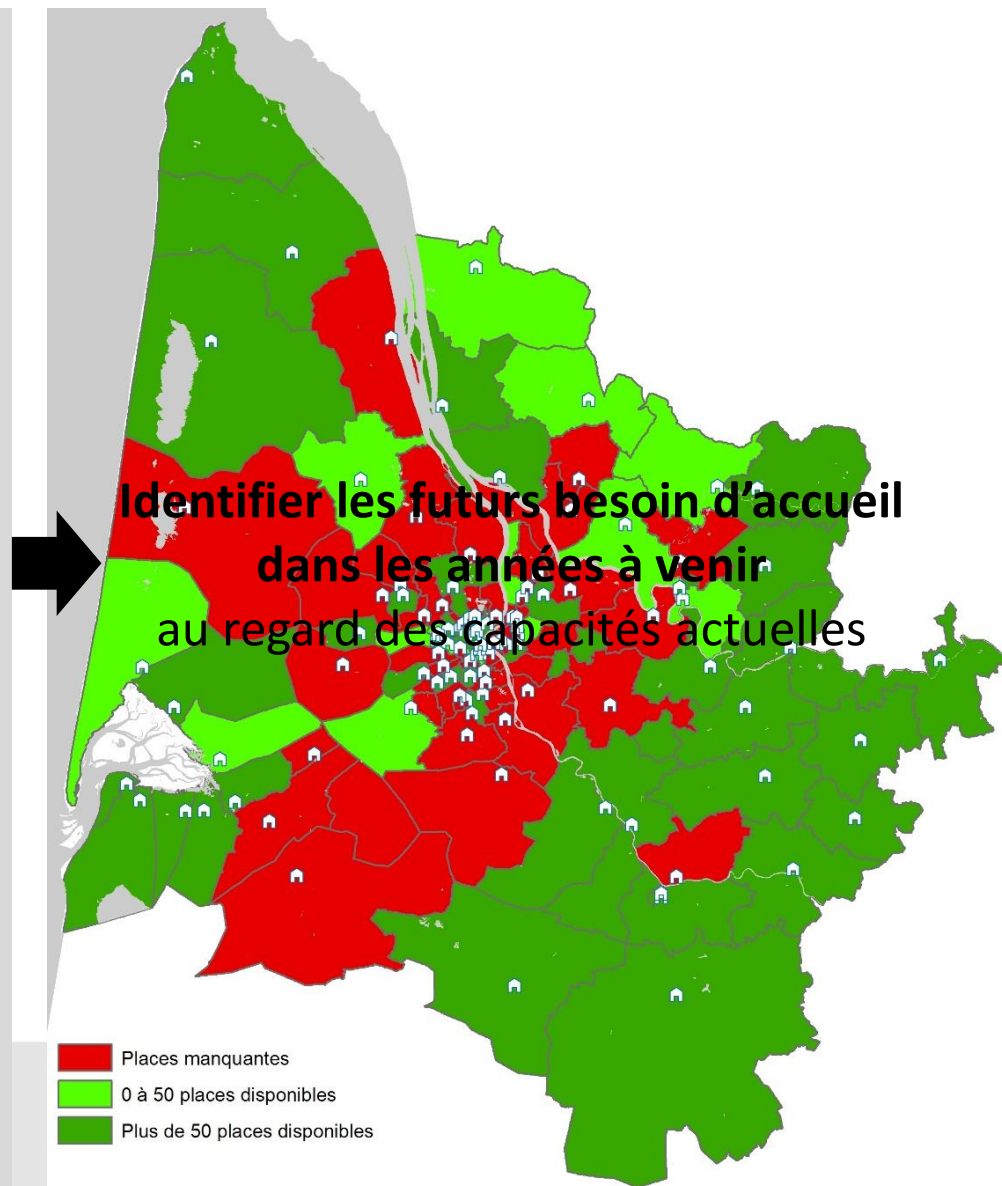 Identifier les futurs besoin d’accueil
dans les années à venir
au regard des capacités actuelles
Places manquantes
0 à 50 places disponibles
Plus de 50 places disponibles